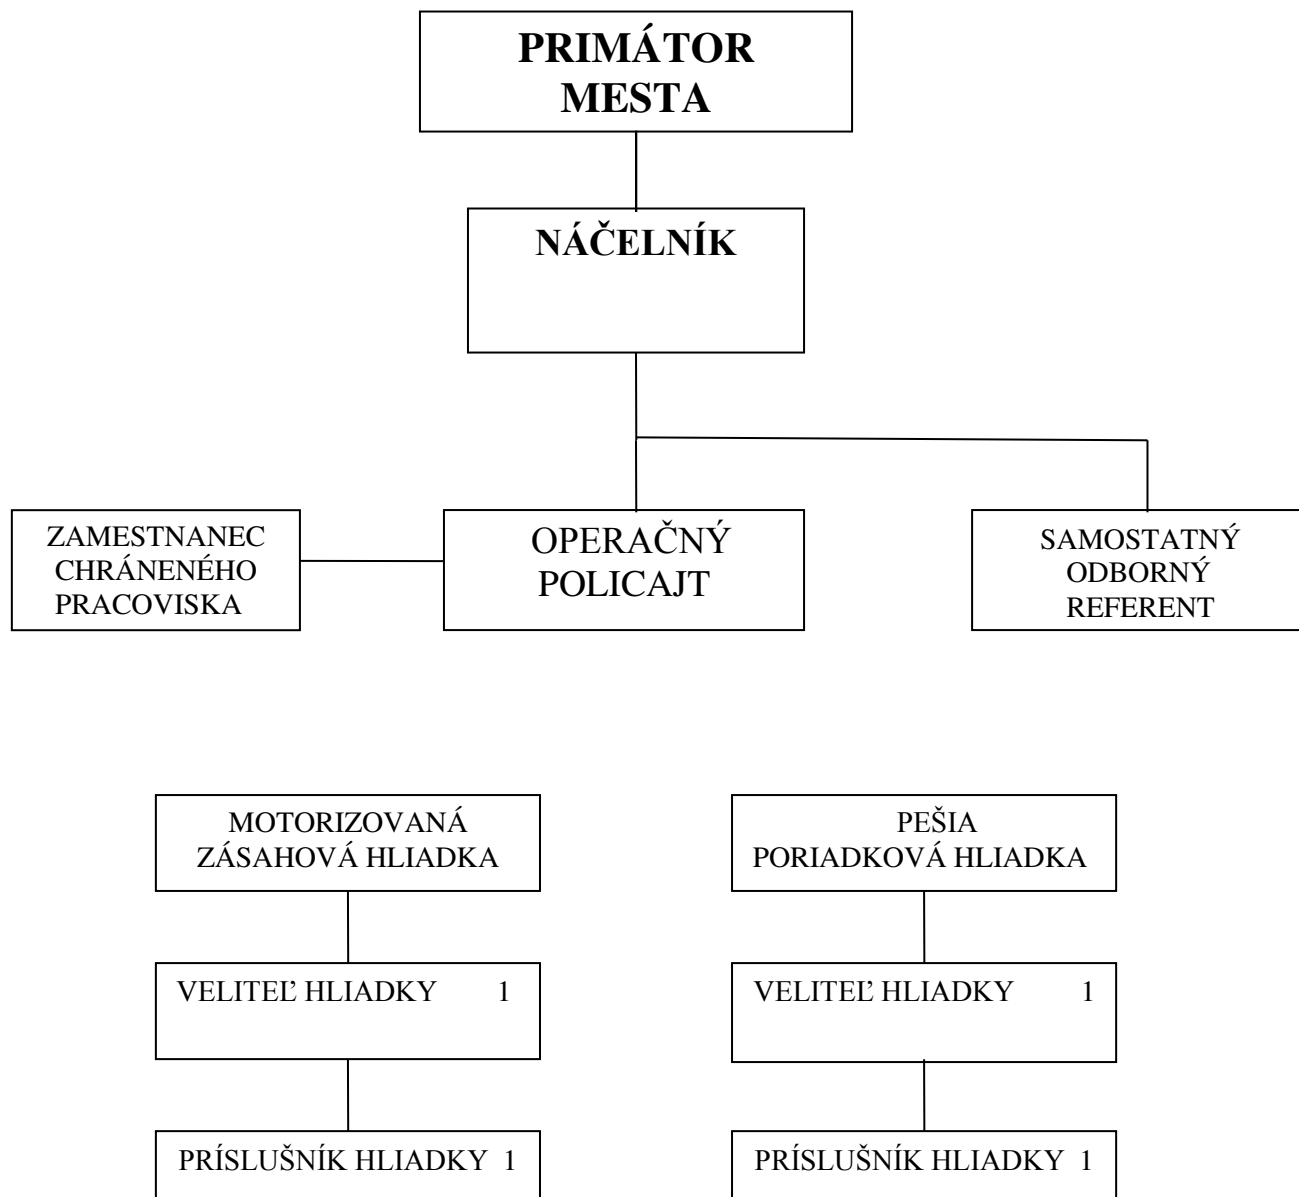 PRIMÁTOR
MESTA
NÁČELNÍK
ZAMESTNANEC
CHRÁNENÉHO
PRACOVISKA
OPERAČNÝ
POLICAJT
SAMOSTATNÝ
ODBORNÝ
REFERENT
MOTORIZOVANÁ
ZÁSAHOVÁ HLIADKA
PEŠIA
PORIADKOVÁ HLIADKA
VELITEĽ HLIADKY 1
VELITEĽ HLIADKY 1
PRÍSLUŠNÍK HLIADKY 1
PRÍSLUŠNÍK HLIADKY 1